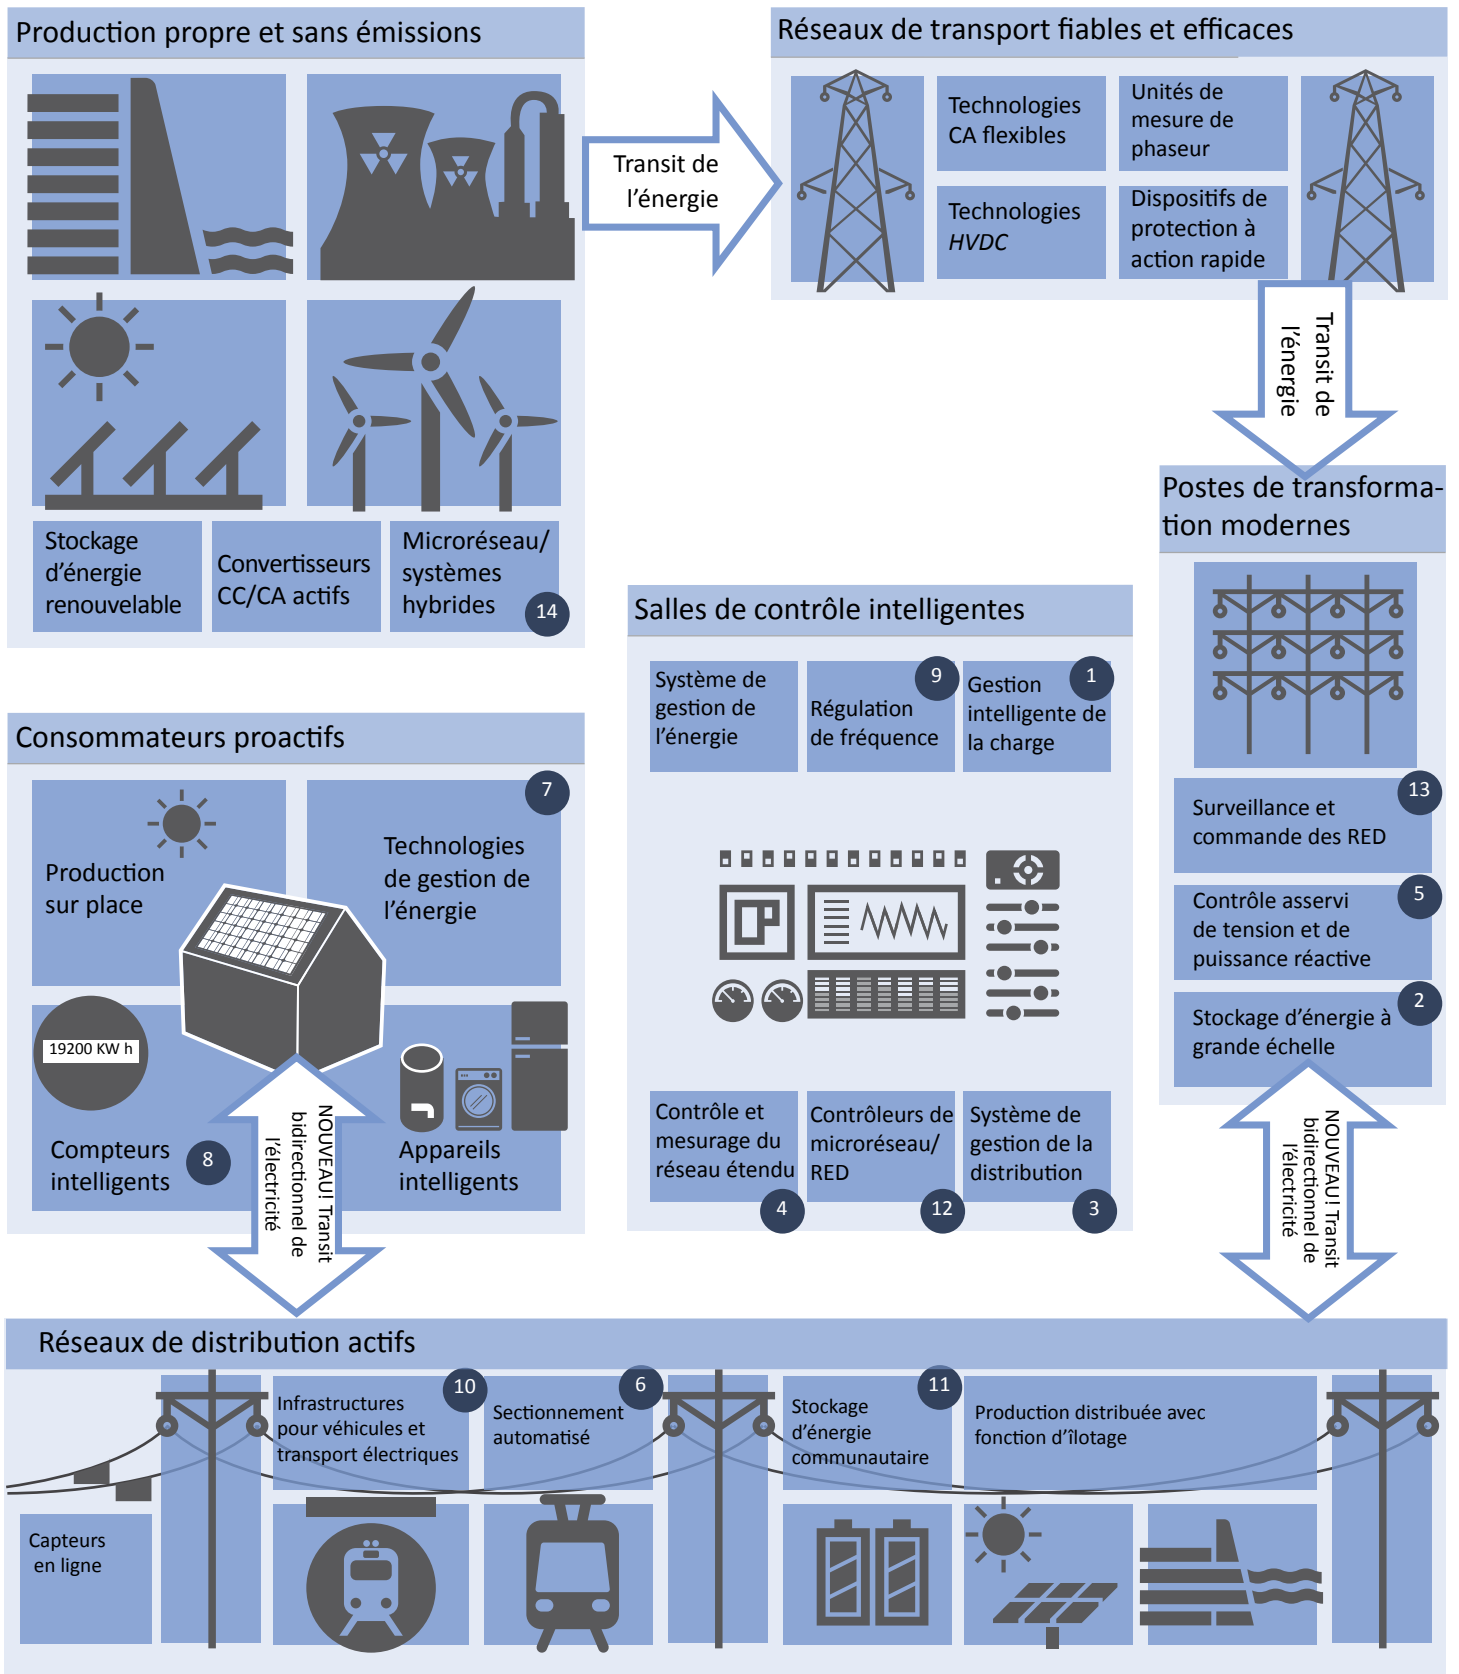 Production propre et sans émissions
Stockage
d'énergie
renouvelable
Convertisseurs
CC/CA actifs
Microréseau/
systèmes
hybrides
14
Transit de
l'énergie
Réseaux de transport fiables et efficaces
Technologies
CA flexibles
Unités de
mesure de
phaseur
Technologies
HVDC
Dispositifs de
protection à
action rapide
Transit de
l'énergie
Postes de transforma-
tion modernes
13
Surveillance et
commande des RED
5
Contrôle asservi
de tension et de
puissance réactive
2
Stockage d'énergie à
grande échelle
NOUVEAU! Transit
bidirectionnel de
l'électricité
Salles de contrôle intelligentes
Système de
gestion de
l'énergie
9
Régulation
de fréquence
1
Gestion
intelligente de
la charge
Contrôle et
mesurage du
réseau étendu
4
Contrôleurs de
microréseau/
RED
12
Système de
gestion de la
distribution
3
Consommateurs proactifs
Production
sur place
7
Technologies
de gestion de
l'énergie
19200 KW h
Compteurs
intelligents
8
Appareils
intelligents
NOUVEAU! Transit
bidirectionnel de
l'électricité
Réseaux de distribution actifs
Capteurs
en ligne
10
Infrastructures
pour véhicules et
transport électriques
6
Sectionnement
automatisé
11
Stockage
d'énergie
communautaire
Production distribuée avec
fonction d'îlotage